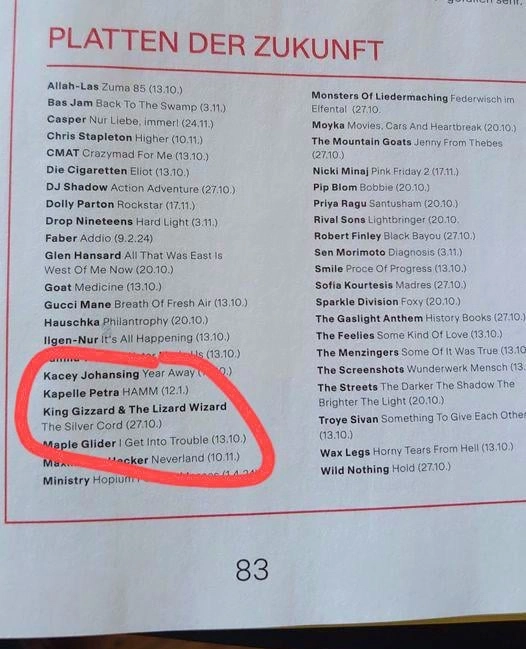 PLATTEN DER ZUKUNFT
Allah-Las Zuma 85 (13.10.)
Bas Jam Back To The Swamp (3.11.)
Casper Nur Liebe, immer! (24.11.)
Chris Stapleton Higher (10.11.)
CMAT Crazymad For Me (13.10.)
Die Cigaretten Eliot (13.10.)
DJ Shadow Action Adventure (27.10.)
Dolly Parton Rockstar (17.11.)
Drop Nineteens Hard Light (3.11.)
Faber Addio (9.2.24)
Glen Hansard All That Was East Is
West Of Me Now (20.10.)
Goat Medicine (13.10.)
Gucci Mane Breath Of Fresh Air (13.10.)
Hauschka Philantrophy (20.10.)
Ilgen-Nur It's All Happening (13.10.)
Us (13.10.)
Kacey Johansing Year Away
Kapelle Petra HAMM (12.1.)
King Gizzard & The Lizard Wizard
The Silver Cord (27.10.)
Maple Glider I Get Into Trouble (13.10.)
Hecker Neverland (10.11.)
Ministry
Monsters Of Liedermaching Federwisch im
Elfental (27.10.
Moyka Movies, Cars And Heartbreak (20.10.)
The Mountain Goats Jenny From Thebes
(27.10.)
Nicki Minaj Pink Friday 2 (17.11.)
Pip Blom Bobbie (20.10.)
Priya Ragu Santusham (20.10.)
Rival Sons Lightbringer (20.10.
Robert Finley Black Bayou (27.10.)
Sen Morimoto Diagnosis (3.11.)
Smile Proce Of Progress (13.10.)
Sofia Kourtesis Madres (27.10.)
Sparkle Division Foxy (20.10.)
The Gaslight Anthem History Books (27.10.)
The Feelies Some Kind Of Love (13.10.)
The Menzingers Some Of It Was True (13.10
The Screenshots Wunderwerk Mensch (13.
The Streets The Darker The Shadow The
Brighter The Light (20.10.)
Troye Sivan Something To Give Each Other
(13.10.)
Wax Legs Horny Tears From Hell (13.10.)
Wild Nothing Hold (27.10.)
83